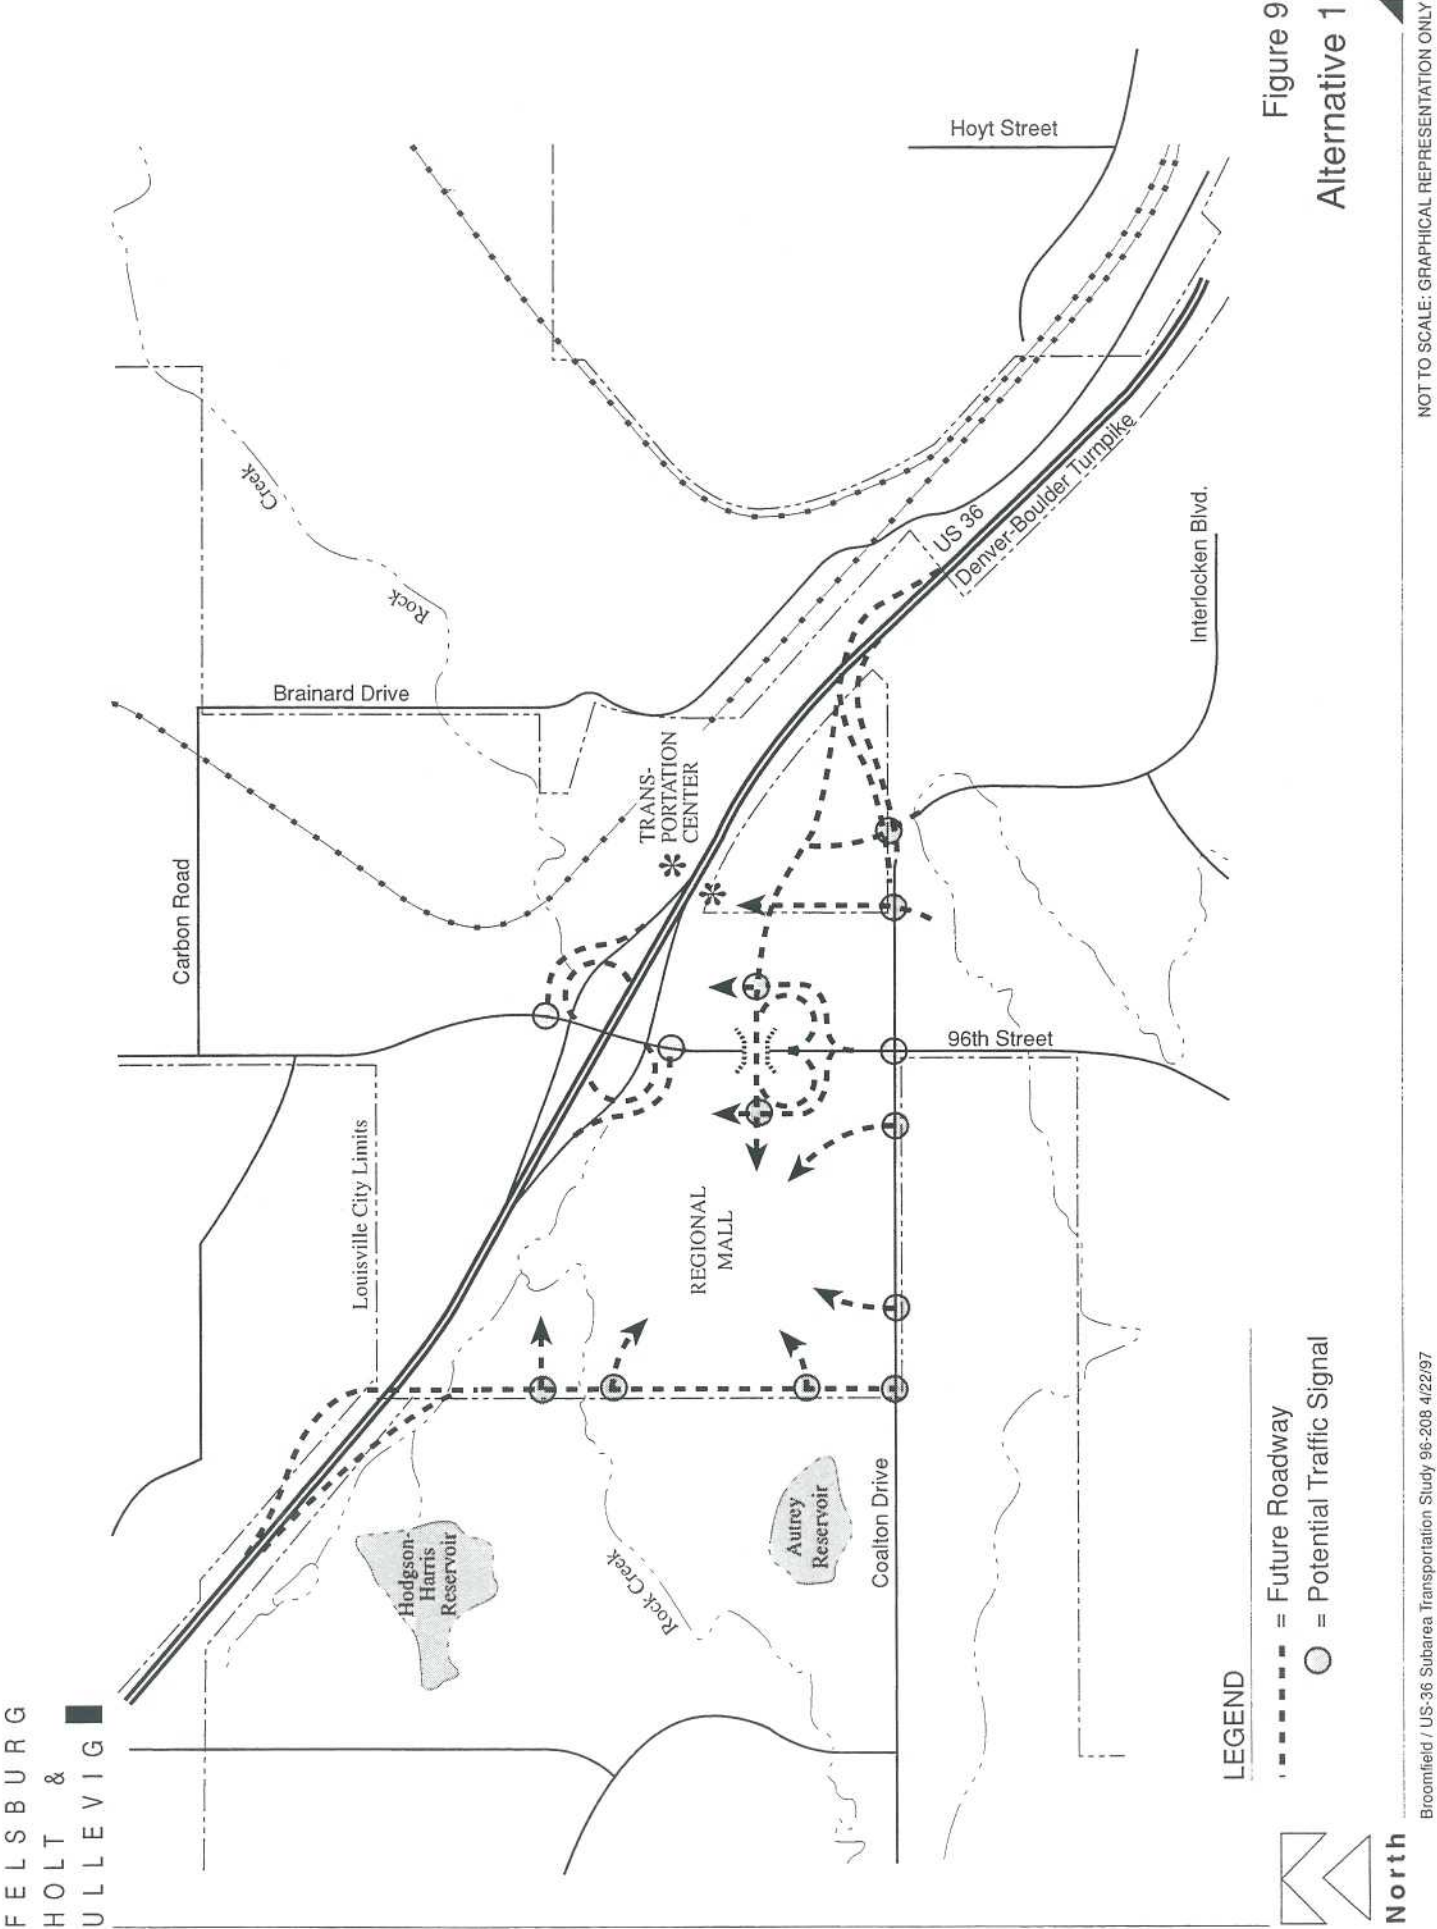 FELSBURG
HOLT &
ULLEVIG
Carbon Road
Brainard Drive
Rock
Creek
Louisville City Limits
TRANS-
PORTATION
CENTER
Hoyt Street
US 36
Denver-Boulder Turnpike
Hodgson-
Harris
Reservoir
REGIONAL
MALL
Rock Creek
Autrey
Reservoir
Coalton Drive
96th Street
Interlocken Blvd.
LEGEND
= Future Roadway
= Potential Traffic Signal
Figure 9
Alternative 1
North
Broomfield / US-36 Subarea Transportation Study 96-208 4/22/97
NOT TO SCALE: GRAPHICAL REPRESENTATION ONLY